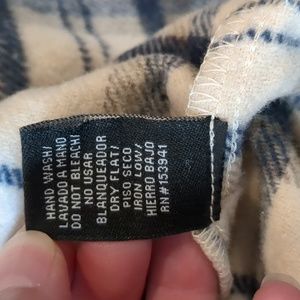 HAND WASH/
LAVADO A MANO
DO NOT BLEACH/
NO USAR
BLANQUEADOR
DRY FLAT/
PISO SECO
IRON LOW/
HIERRO BAJO
RN#153941